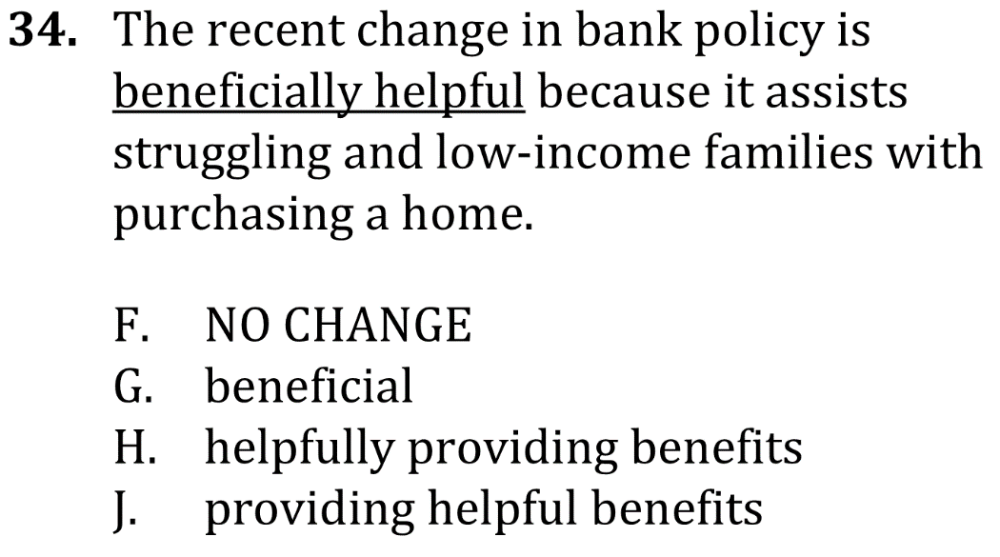 34. The recent change in bank policy is
beneficially helpful because it assists
struggling and low-income families with
purchasing a home.
F. NO CHANGE
G. beneficial
H. helpfully providing benefits
J. providing helpful benefits